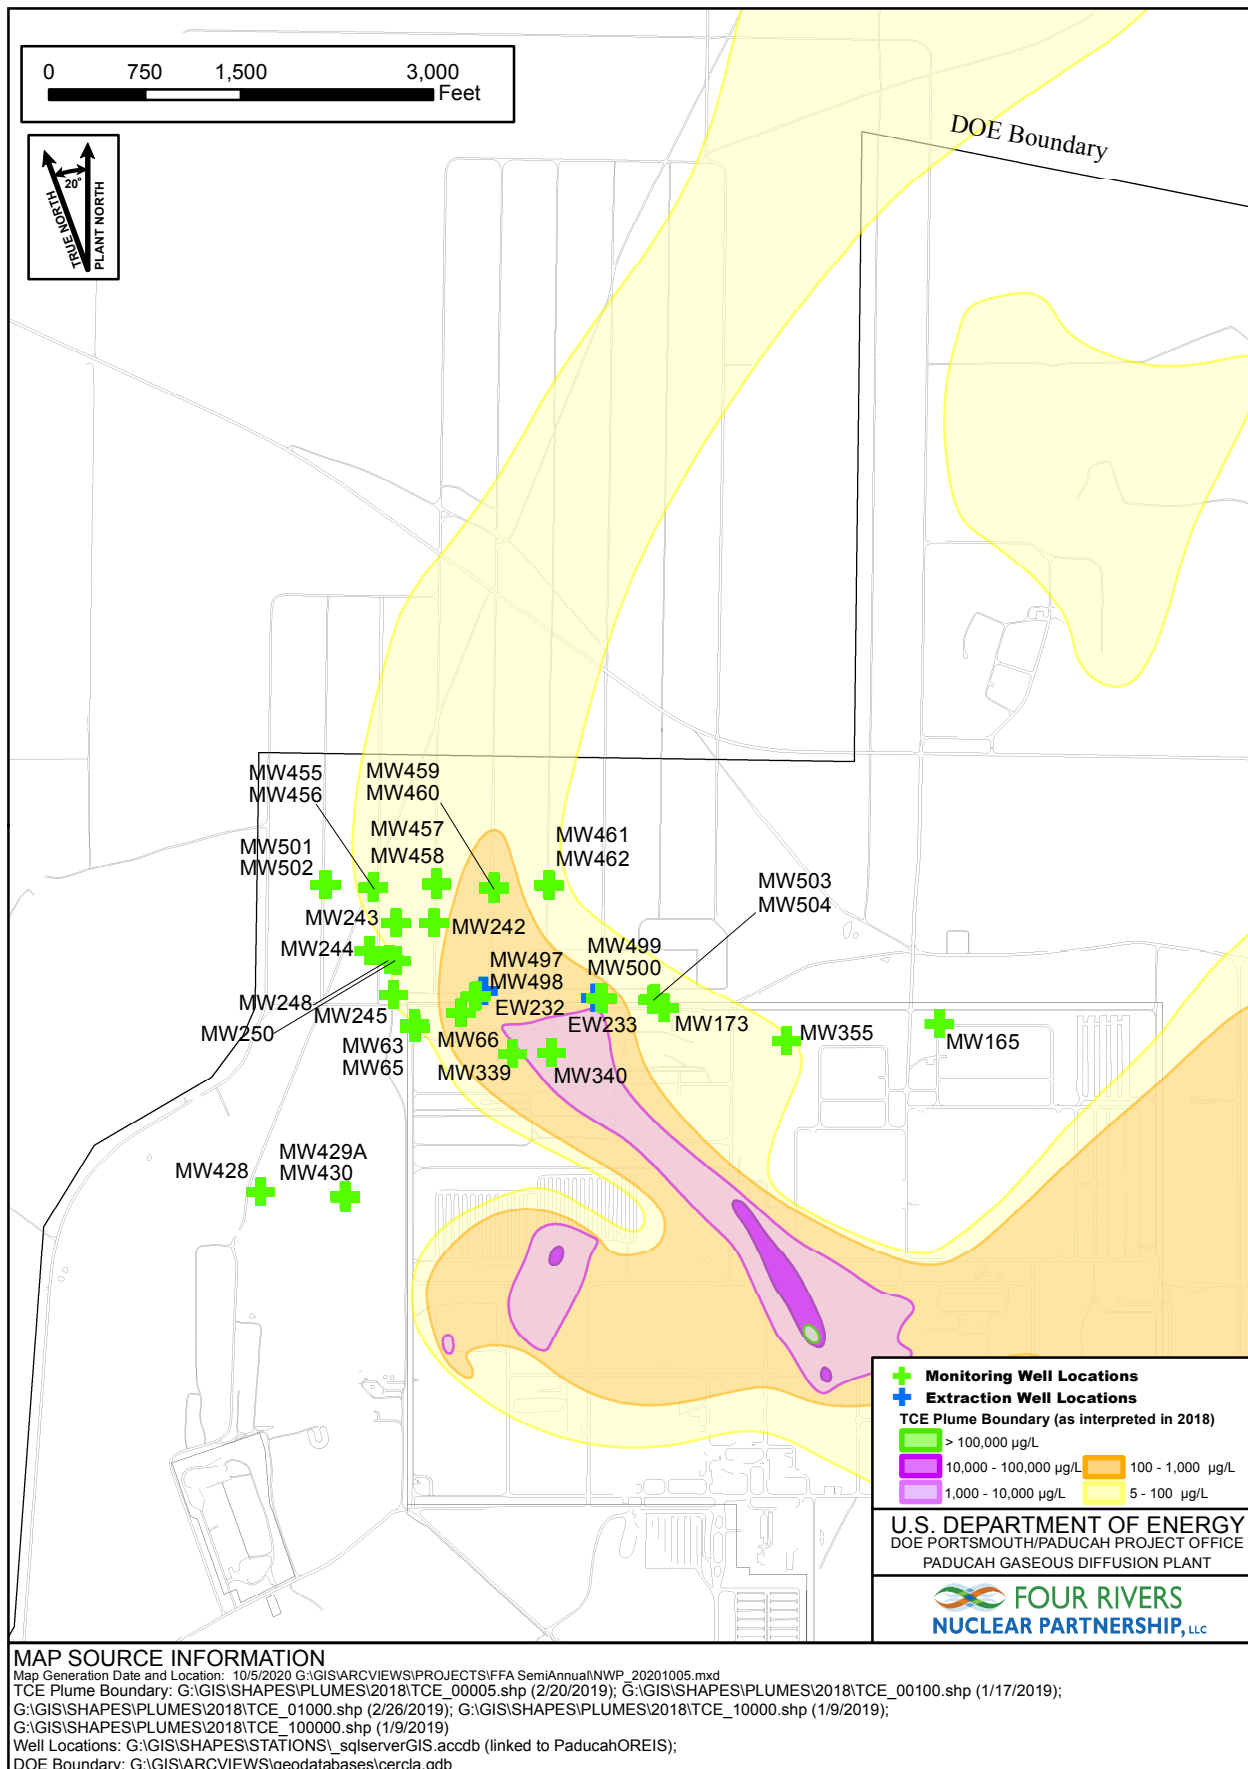 0 750 1,500 3,000
Feet
DOE Boundary
20°
TRUE NORTH
PLANT NORTH
MW455
MW456
MW459
MW460
MW457
MW458
MW461
MW462
MW501
MW502
MW503
MW504
MW243
MW242
MW244
MW499
MW500
MW497
MW498
MW248
MW245
EW232
EW233
MW173
MW250
MW63
MW65
MW66
MW355
MW165
MW339
MW340
MW429A
MW430
MW428
Monitoring Well Locations
Extraction Well Locations
TCE Plume Boundary (as interpreted in 2018)
> 100,000 µg/L
10,000 - 100,000 µg/L
100 - 1,000 µg/L
1,000 - 10,000 µg/L
5 - 100 µg/L
U.S. DEPARTMENT OF ENERGY
DOE PORTSMOUTH/PADUCAH PROJECT OFFICE
PADUCAH GASEOUS DIFFUSION PLANT
FOUR RIVERS
NUCLEAR PARTNERSHIP, LLC
MAP SOURCE INFORMATION
Map Generation Date and Location: 10/5/2020 G:\GIS\ARCVIEWS\PROJECTS\FFA SemiAnnual\NWP_20201005.mxd
TCE Plume Boundary: G:\GIS\SHAPES\PLUMES\2018\TCE_00005.shp (2/20/2019); G:\GIS\SHAPES\PLUMES\2018\TCE_00100.shp (1/17/2019);
G:\GIS\SHAPES\PLUMES\2018\TCE_01000.shp (2/26/2019); G:\GIS\SHAPES\PLUMES\2018\TCE_10000.shp (1/9/2019);
G:\GIS\SHAPES\PLUMES\2018\TCE_100000.shp (1/9/2019)
Well Locations: G:\GIS\SHAPES\STATIONS\_sqlserverGIS.accdb (linked to PaducahOREIS);
DOE Boundary: G:\GIS\ARCVIEWS\geodatabases\cercla.gdb